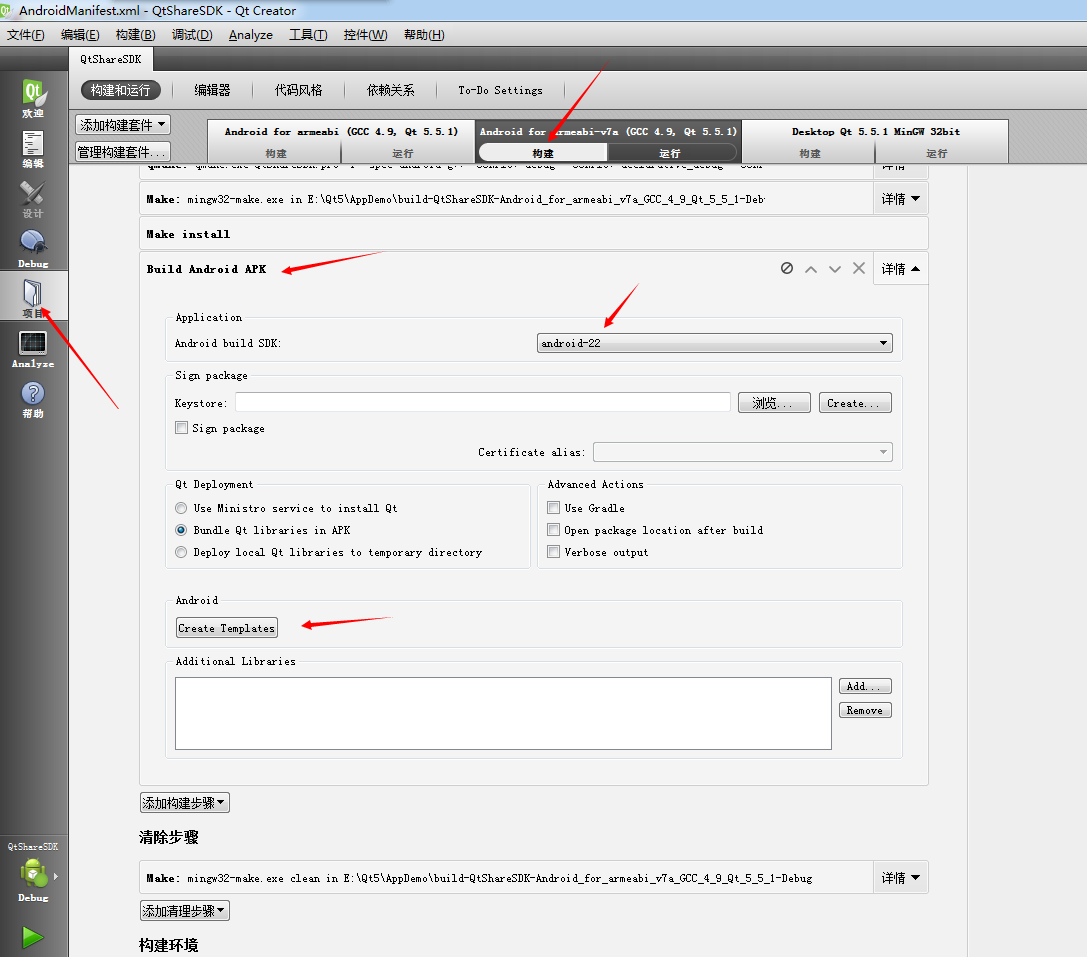 AndroidManifest.xml - QtShareSDK - Qt Creator
文件(F) 编辑(E) 构建(B) 调试(D) Analyze 工具(T) 控件(W) 帮助(H)
QtShareSDK
构建和运行 编辑器 代码风格 依赖关系 To-Do Settings
添加构建套件
管理构建套件...
Android for armeabi (GCC 4.9, Qt 5.5.1)
构建 运行
Android for armeabi-v7a (GCC 4.9, Qt 5.5.1)
构建 运行
Desktop Qt 5.5.1 MinGW 32bit
构建 运行
欢迎
编辑
设计
Debug
项目
Analyze
帮助
详情
Make: mingw32-make.exe in E:\Qt5\AppDemo\build-QtShareSDK-Android_for_armeabi_v7a_GCC_4_9_Qt_5_5_1-Deb
详情
Make install
Build Android APK
详情
Application
Android build SDK: android-22
Sign package
Keystore: 浏览... Create...
Sign package
Certificate alias:
Qt Deployment
Use Ministro service to install Qt
Bundle Qt libraries in APK
Deploy local Qt libraries to temporary directory
Advanced Actions
Use Gradle
Open package location after build
Verbose output
Android
Create Templates
Additional Libraries
Add...
Remove
添加构建步骤
清除步骤
Make: mingw32-make.exe clean in E:\Qt5\AppDemo\build-QtShareSDK-Android_for_armeabi_v7a_GCC_4_9_Qt_5_5_1-Debug
详情
添加清理步骤
构建环境
QtShareSDK
Debug